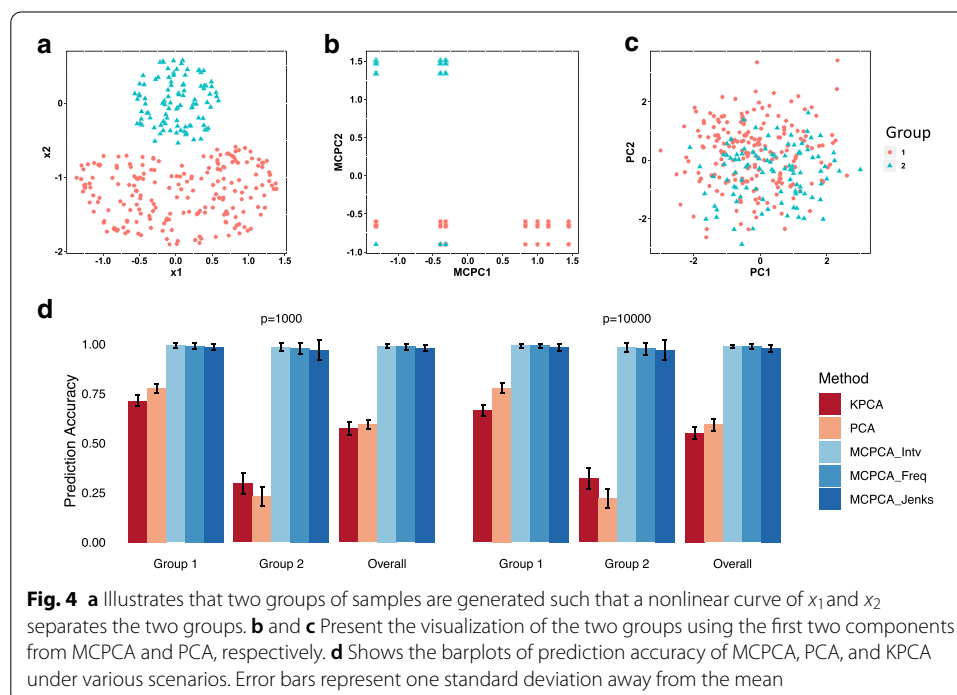 a
b
c
0
-1
-2
x2
-1.0 -0.5 0.0 0.5 1.0 1.5
x1
1.5
1.0
0.5
0.0
-0.5
-1.0
MCPC2
-1.0 -0.5 0.0 0.5 1.0 1.5
MCPC1
2
0
-2
PC2
-2 0 2
PC1
Group
1
2
d
p=1000
p=10000
1.00
0.75
0.50
0.25
0.00
Prediction Accuracy
Group 1 Group 2 Overall
Group 1 Group 2 Overall
Method
KPCA
PCA
MCPCA_Intv
MCPCA_Freq
MCPCA_Jenks
Fig. 4 a Illustrates that two groups of samples are generated such that a nonlinear curve of x1 and x2
separates the two groups. b and c Present the visualization of the two groups using the first two components
from MCPCA and PCA, respectively. d Shows the barplots of prediction accuracy of MCPCA, PCA, and KPCA
under various scenarios. Error bars represent one standard deviation away from the mean